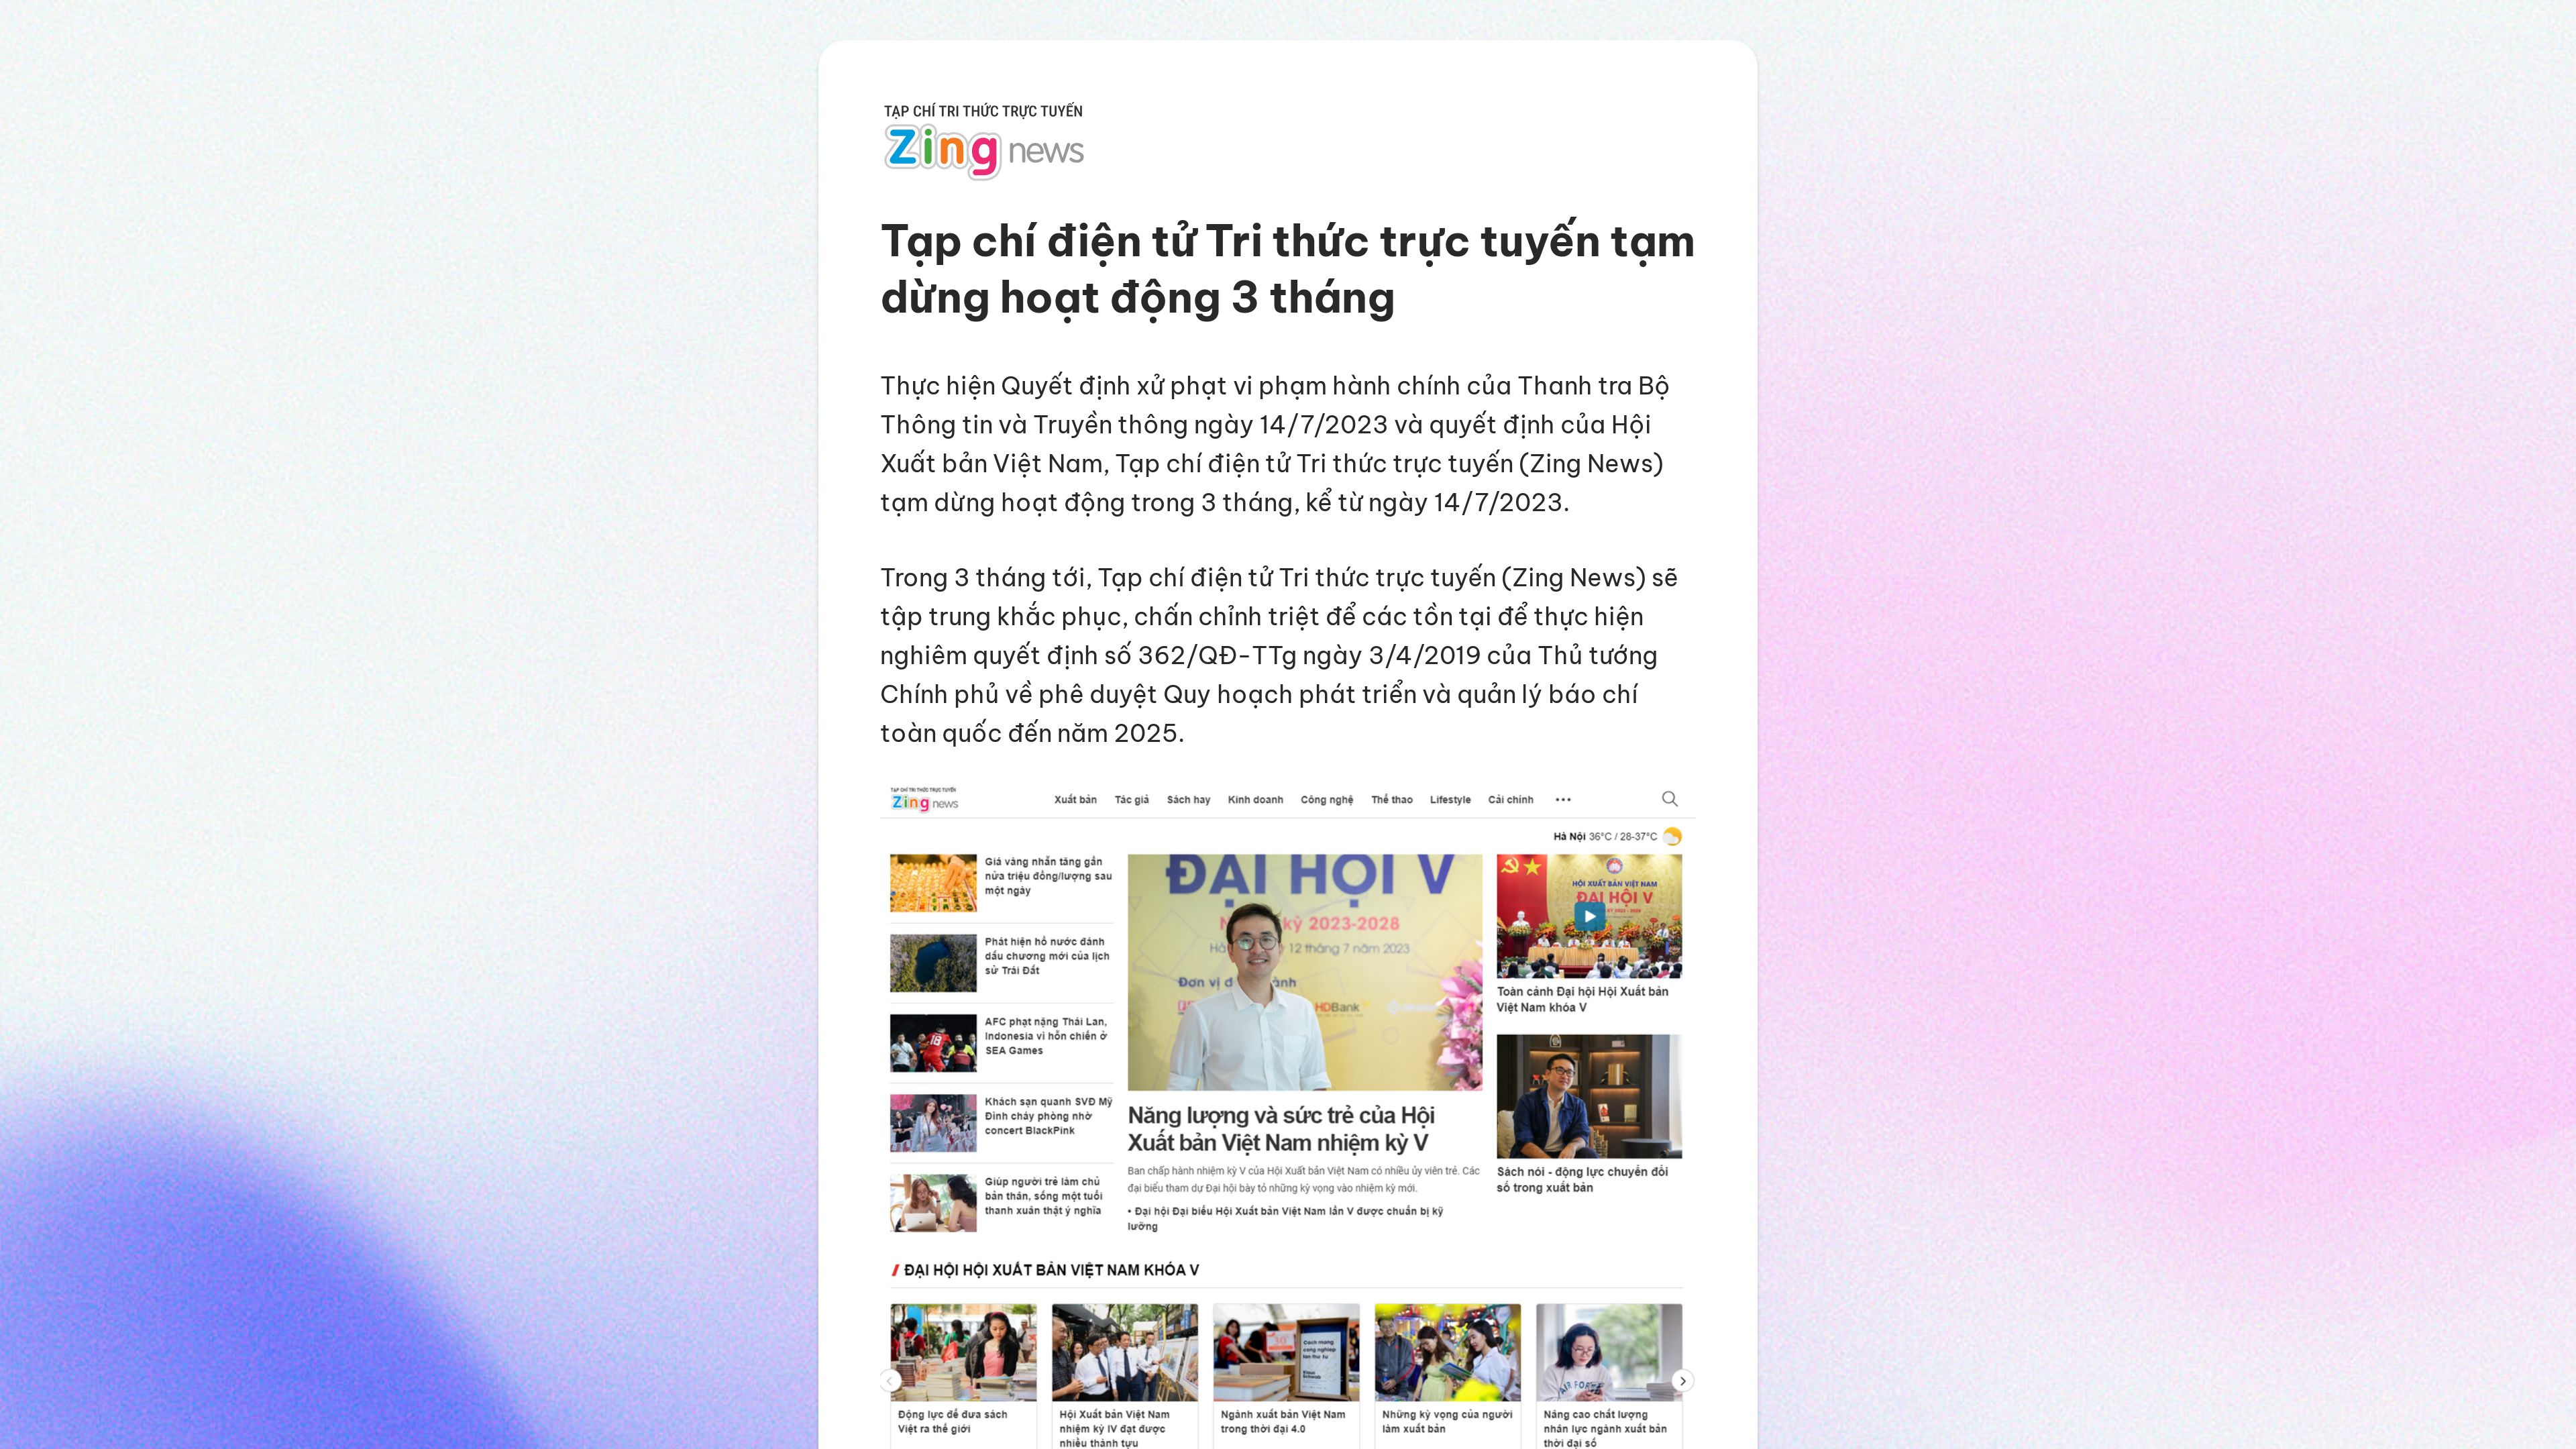 TẠP CHÍ TRI THỨC TRỰC TUYẾN
Zing news
Tạp chí điện tử Tri thức trực tuyến tạm
dừng hoạt động 3 tháng
Thực hiện Quyết định xử phạt vi phạm hành chính của Thanh tra Bộ
Thông tin và Truyền thông ngày 14/7/2023 và quyết định của Hội
Xuất bản Việt Nam, Tạp chí điện tử Tri thức trực tuyến (Zing News)
tạm dừng hoạt động trong 3 tháng, kể từ ngày 14/7/2023.
Trong 3 tháng tới, Tạp chí điện tử Tri thức trực tuyến (Zing News) sẽ
tập trung khắc phục, chấn chỉnh triệt để các tồn tại để thực hiện
nghiêm quyết định số 362/QĐ-TTg ngày 3/4/2019 của Thủ tướng
Chính phủ về phê duyệt Quy hoạch phát triển và quản lý báo chí
toàn quốc đến năm 2025.
TẠP CHÍ TRI THỨC TRỰC TUYẾN
Zing news
Xuất bản Tác giả Sách hay Kinh doanh Công nghệ Thể thao Lifestyle Cải chính •••
Hà Nội 36°C / 28-37°C
Giá vàng nhẫn tăng gần
nửa triệu đồng/lượng sau
một ngày
Phát hiện hồ nước đánh
dấu chương mới của lịch
sử Trái Đất
AFC phạt nặng Thái Lan,
Indonesia vì hỗn chiến ở
SEA Games
18
Khách sạn quanh SVĐ Mỹ
Đình cháy phòng nhờ
concert BlackPink
Giúp người trẻ làm chủ
bản thân, sống một tuổi
thanh xuân thật ý nghĩa
ĐẠI HỘI V
kỳ 2023-2028
12 tháng 7 năm 2023
Đơn vị
HDBank
Năng lượng và sức trẻ của Hội
Xuất bản Việt Nam nhiệm kỳ V
Ban chấp hành nhiệm kỳ V của Hội Xuất bản Việt Nam có nhiều ủy viên trẻ. Các
đại biểu tham dự Đại hội bày tỏ những kỳ vọng vào nhiệm kỳ mới.
• Đại hội Đại biểu Hội Xuất bản Việt Nam lần V được chuẩn bị kỹ
lưỡng
HỘI XUẤT BẢN VIỆT NAM
ĐẠI HỘI V
Toàn cảnh Đại hội Hội Xuất bản
Việt Nam khóa V
Sách nói - động lực chuyển đổi
số trong xuất bản
ĐẠI HỘI HỘI XUẤT BẢN VIỆT NAM KHÓA V
Động lực để đưa sách
Việt ra thế giới
Hội Xuất bản Việt Nam
nhiệm kỳ IV đạt được
nhiều thành tựu
Cách mạng
công nghiệp
lần thứ tư
Klaus
Schwab
Ngành xuất bản Việt Nam
trong thời đại 4.0
Những kỳ vọng của người
làm xuất bản
AIR FORCE
Nâng cao chất lượng
nhân lực ngành xuất bản
thời đại số